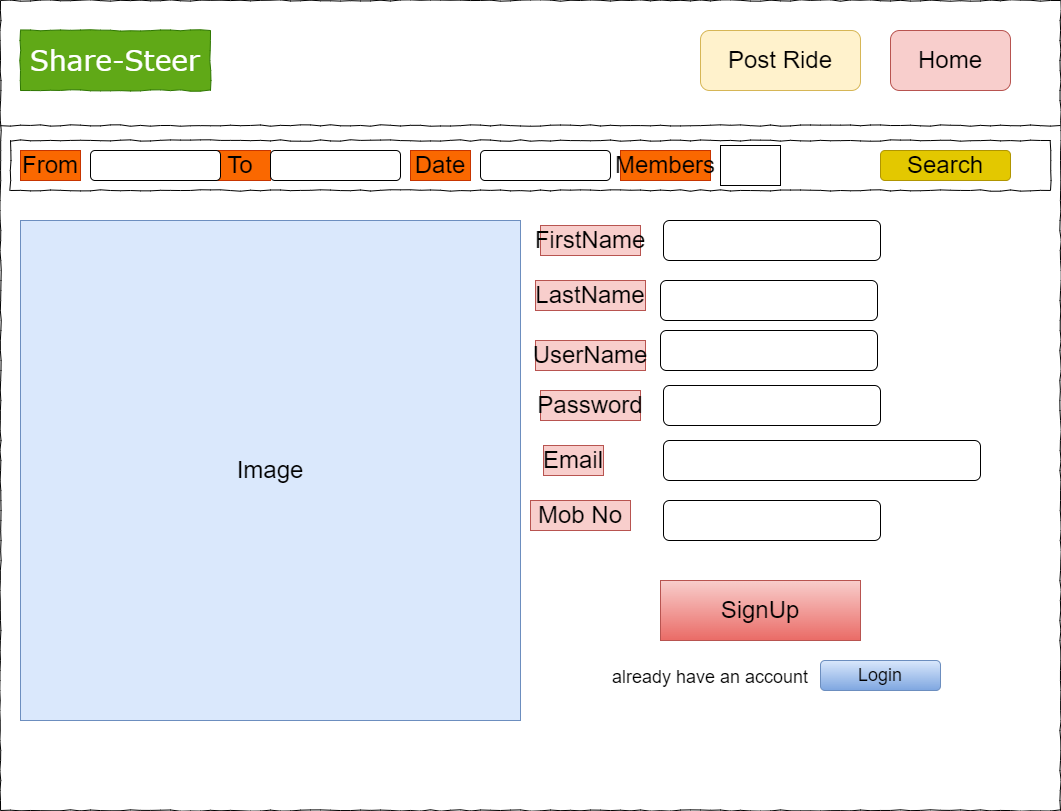 Share-Steer
Post Ride
Home
From
To
Date
Members
Search
Image
FirstName
LastName
UserName
Password
Email
Mob No
SignUp
already have an account
Login